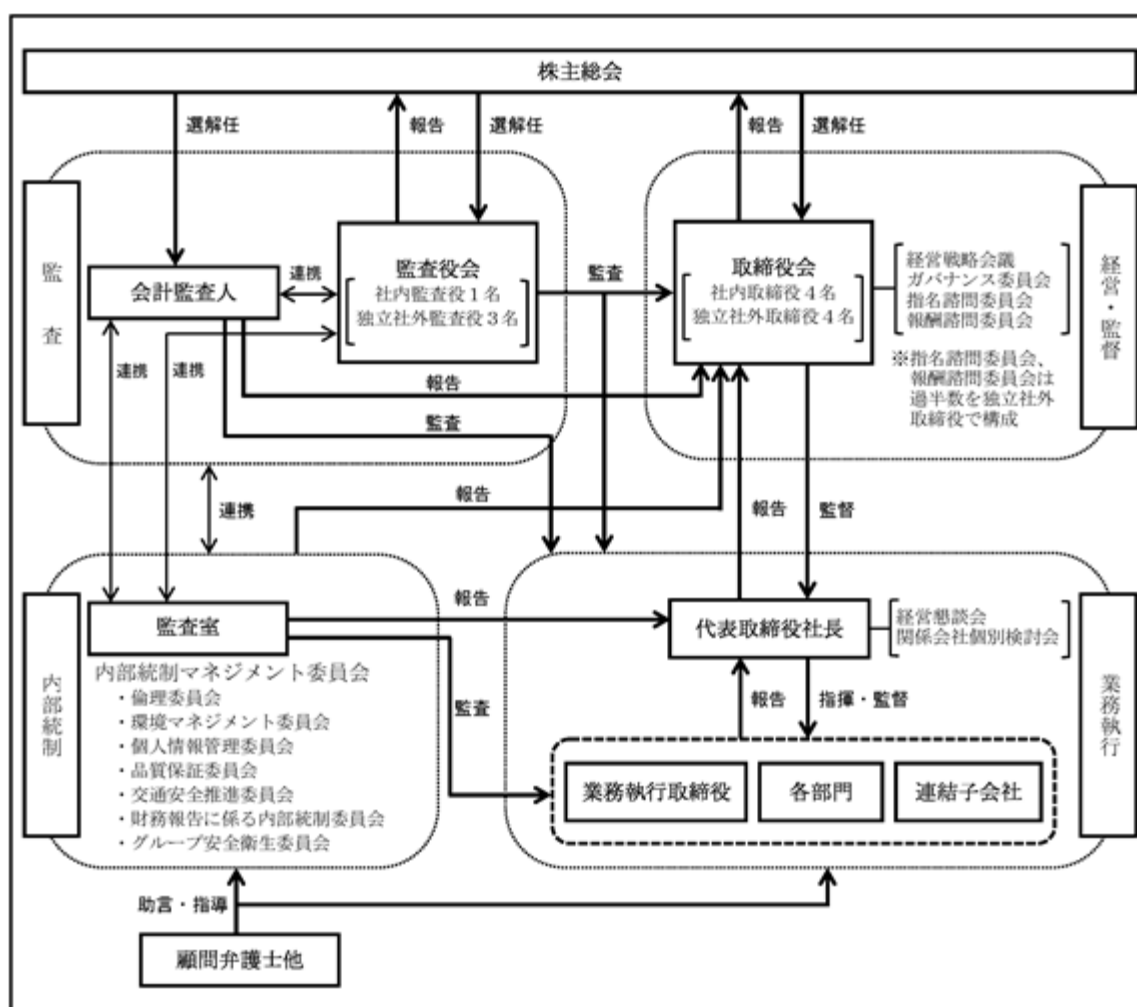 株主総会
選解任
報告
選解任
報告
選解任
監査
会計監査人
連携
監査役会
社内監査役1名
独立社外監査役3名
監査
取締役会
社内取締役4名
独立社外取締役4名
経営戦略会議
ガバナンス委員会
指名諮問委員会
報酬諮問委員会
※指名諮問委員会、
報酬諮問委員会は
過半数を独立社外
取締役で構成
経営・監督
連携
連携
報告
監査
連携
報告
報告
監督
内部統制
監査室
内部統制マネジメント委員会
・倫理委員会
・環境マネジメント委員会
・個人情報管理委員会
・品質保証委員会
・交通安全推進委員会
・財務報告に係る内部統制委員会
・グループ安全衛生委員会
報告
監査
代表取締役社長
経営懇談会
関係会社個別検討会
報告
指揮・監督
業務執行取締役
各部門
連結子会社
業務執行
助言・指導
顧問弁護士他